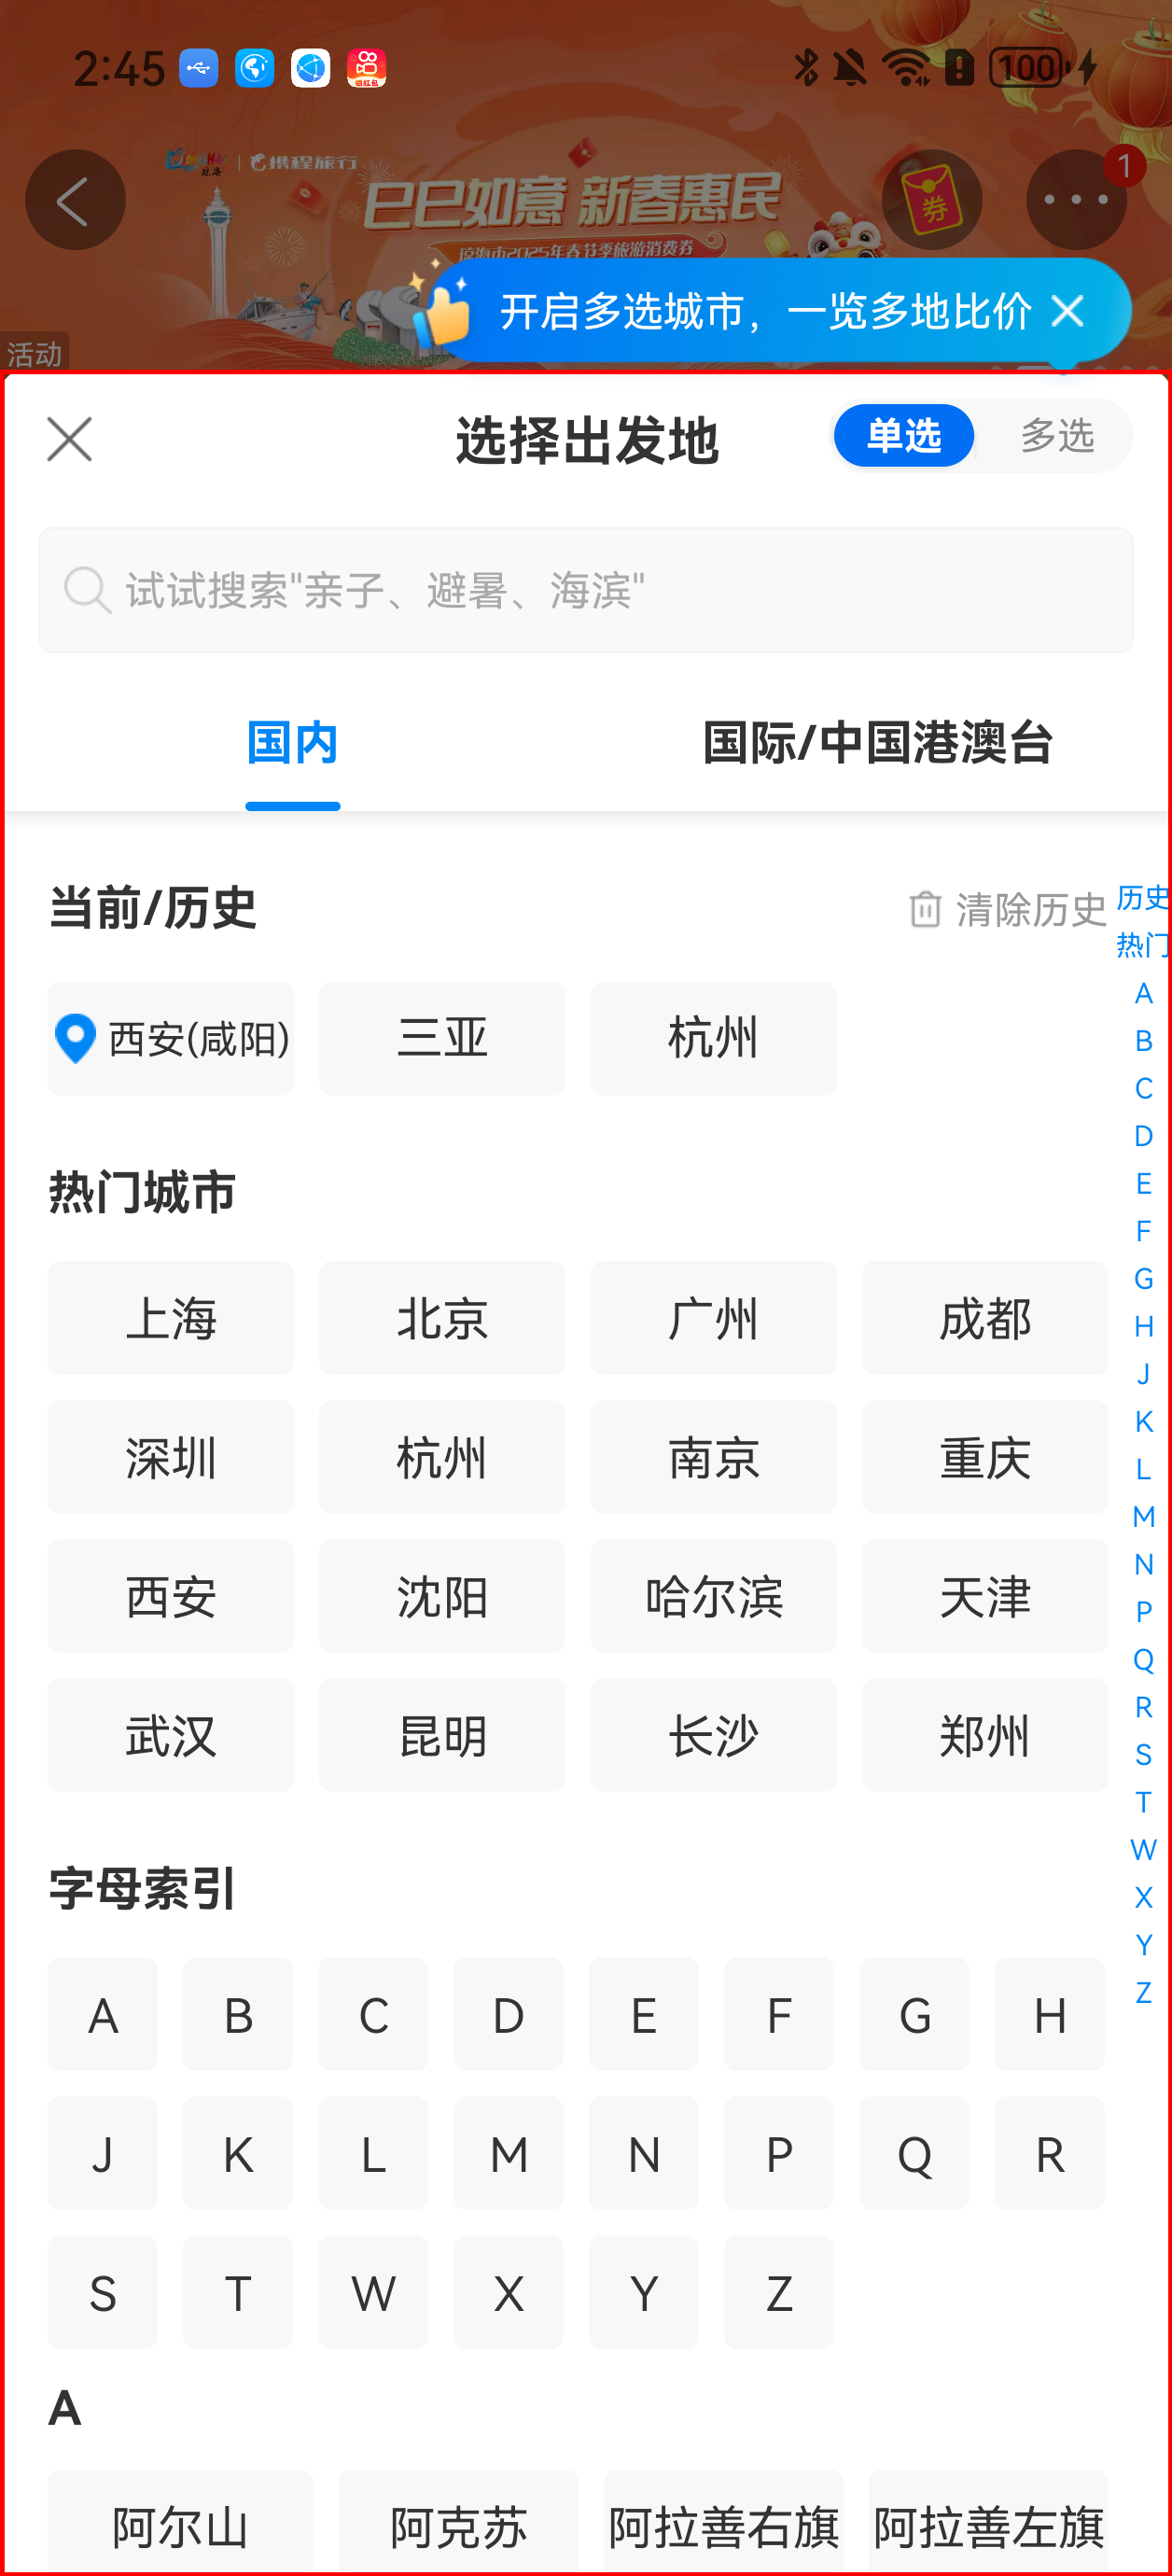 2:45 100
领红包
携程旅行
巳巳如意 新春惠民
琼海市2025年春节季旅游消费券
券
1
开启多选城市，一览多地比价
活动
选择出发地
单选 多选
试试搜索"亲子、避暑、海滨"
国内 国际/中国港澳台
当前/历史 清除历史
西安(咸阳) 三亚 杭州
热门城市
上海 北京 广州 成都
深圳 杭州 南京 重庆
西安 沈阳 哈尔滨 天津
武汉 昆明 长沙 郑州
字母索引
A B C D E F G H
J K L M N P Q R
S T W X Y Z
A
阿尔山 阿克苏 阿拉善右旗 阿拉善左旗
历史
热门
A
B
C
D
E
F
G
H
J
K
L
M
N
P
Q
R
S
T
W
X
Y
Z